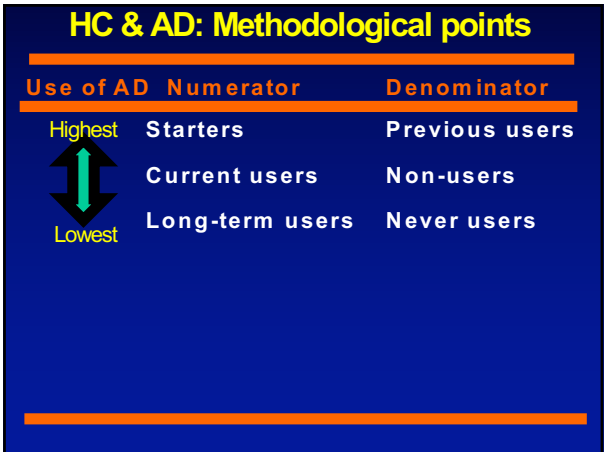 HC & AD: Methodological points
Use of AD Numerator Denominator
Highest Starters Previous users
Current users Non-users
Long-term users Never users
Lowest